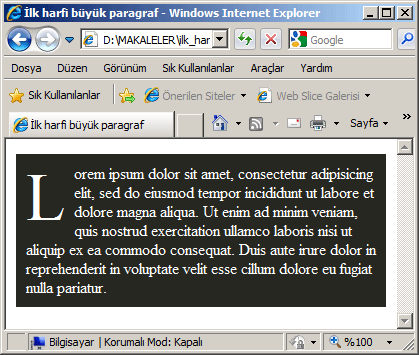 İlk harfi büyük paragraf - Windows Internet Explorer
D:\MAKALELER\ilk_har
Google
Dosya Düzen Görünüm Sık Kullanılanlar Araçlar Yardım
Sık Kullanılanlar Önerilen Siteler Web Slice Galerisi
İlk harfi büyük paragraf Sayfa
Lorem ipsum dolor sit amet, consectetur adipisicing
elit, sed do eiusmod tempor incididunt ut labore et
dolore magna aliqua. Ut enim ad minim veniam,
quis nostrud exercitation ullamco laboris nisi ut
aliquip ex ea commodo consequat. Duis aute irure dolor in
reprehenderit in voluptate velit esse cillum dolore eu fugiat
nulla pariatur.
Bilgisayar | Korumalı Mod: Kapalı %100